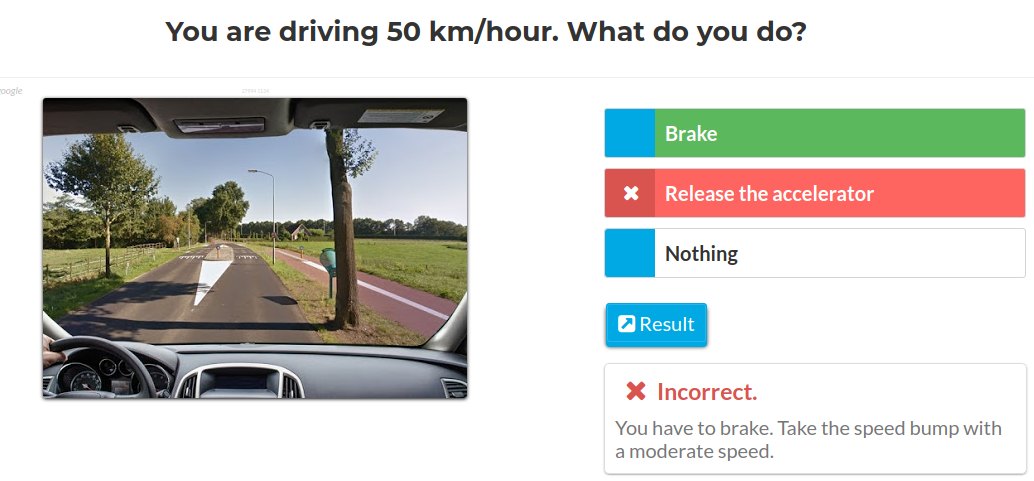 You are driving 50 km/hour. What do you do?
oogle
Brake
Release the accelerator
Nothing
Result
Incorrect.
You have to brake. Take the speed bump with
a moderate speed.